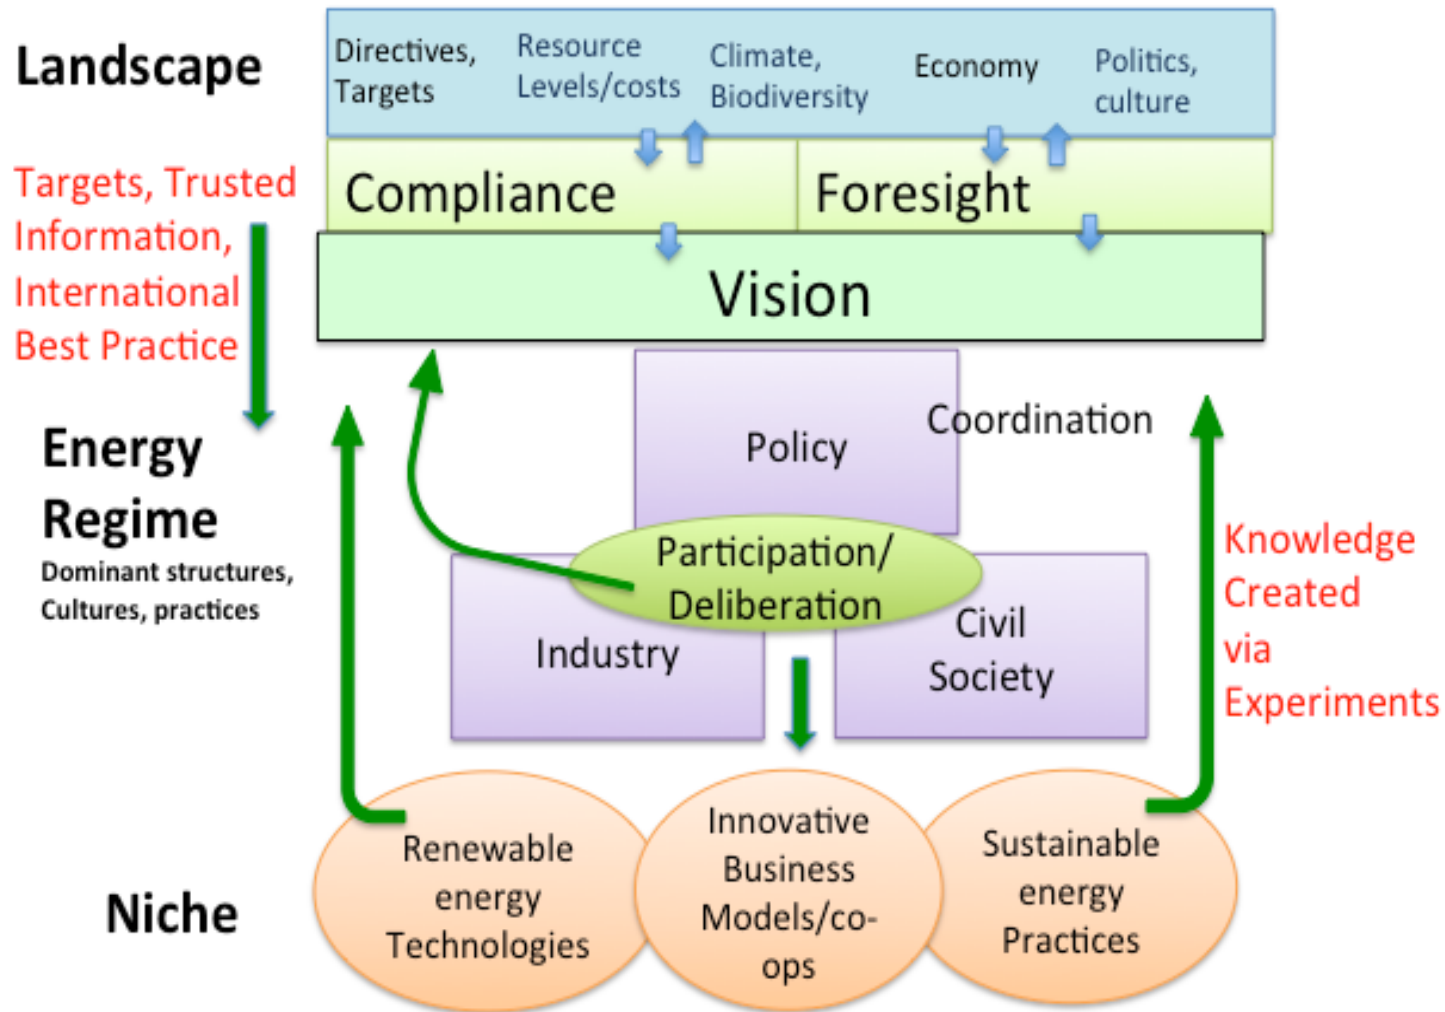 Landscape
Directives,
Targets
Resource
Levels/costs
Climate,
Biodiversity
Economy
Politics,
culture
Targets, Trusted
Information,
International
Best Practice
Compliance
Foresight
Vision
Energy
Regime
Dominant structures,
Cultures, practices
Policy
Coordination
Participation/
Deliberation
Industry
Civil
Society
Knowledge
Created
via
Experiments
Niche
Renewable
energy
Technologies
Innovative
Business
Models/co-
ops
Sustainable
energy
Practices